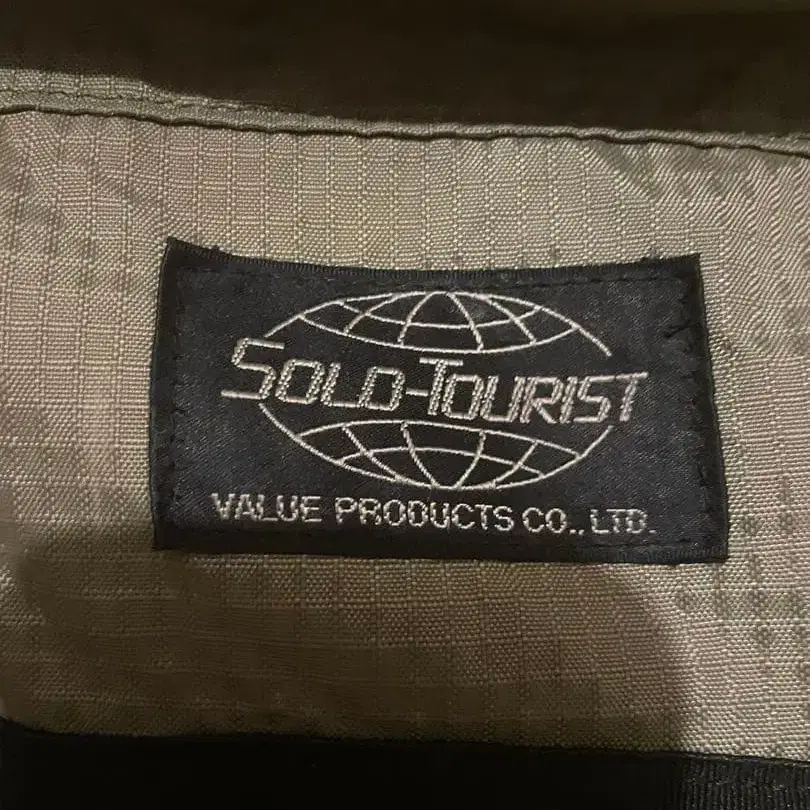 SOLO-TOURIST
VALUE PRODUCTS CO., LTD.